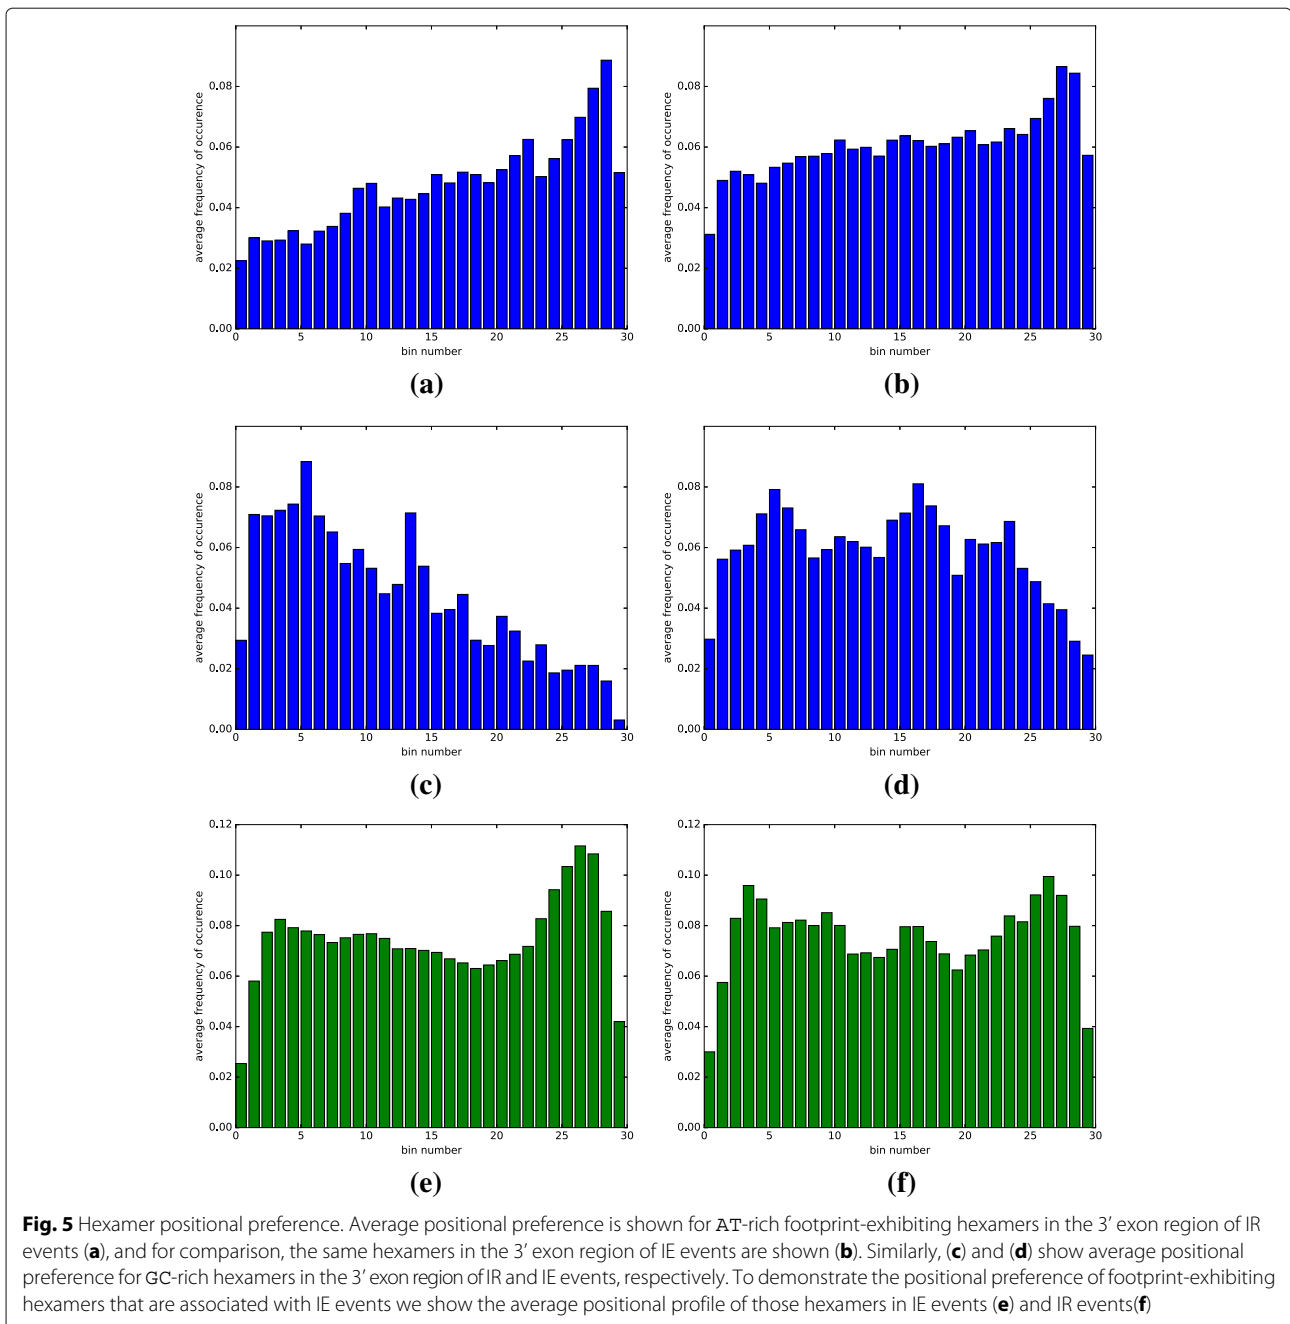 average frequency of occurence
0.08
0.06
0.04
0.02
0.00
0 5 10 15 20 25 30
bin number
(a)
average frequency of occurence
0.08
0.06
0.04
0.02
0.00
0 5 10 15 20 25 30
bin number
(b)
average frequency of occurence
0.08
0.06
0.04
0.02
0.00
0 5 10 15 20 25 30
bin number
(c)
average frequency of occurence
0.08
0.06
0.04
0.02
0.00
0 5 10 15 20 25 30
bin number
(d)
average frequency of occurence
0.12
0.10
0.08
0.06
0.04
0.02
0.00
0 5 10 15 20 25 30
bin number
(e)
average frequency of occurence
0.12
0.10
0.08
0.06
0.04
0.02
0.00
0 5 10 15 20 25 30
bin number
(f)
Fig. 5 Hexamer positional preference. Average positional preference is shown for AT-rich footprint-exhibiting hexamers in the 3' exon region of IR
events (a), and for comparison, the same hexamers in the 3' exon region of IE events are shown (b). Similarly, (c) and (d) show average positional
preference for GC-rich hexamers in the 3' exon region of IR and IE events, respectively. To demonstrate the positional preference of footprint-exhibiting
hexamers that are associated with IE events we show the average positional profile of those hexamers in IE events (e) and IR events(f)